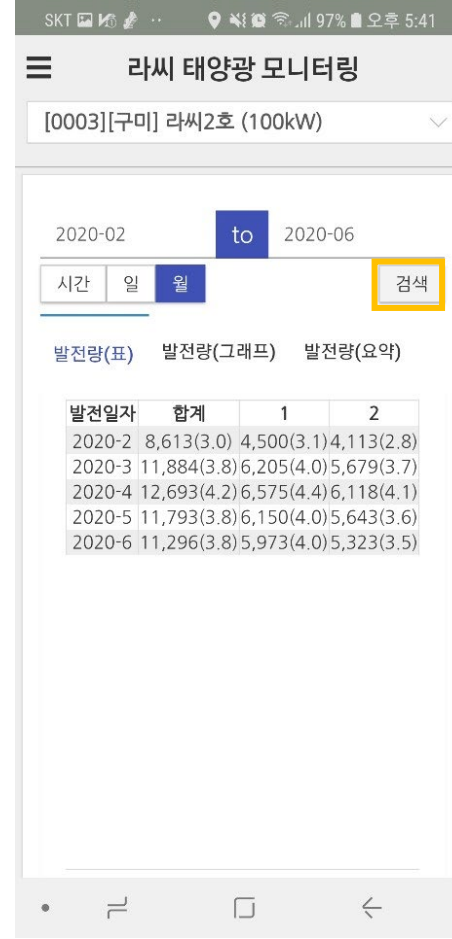 SKT 97% 오후 5:41
라씨 태양광 모니터링
[0003][구미] 라씨2호 (100kW)
2020-02 to 2020-06
시간 일 월 검색
발전량(표) 발전량(그래프) 발전량(요약)
발전일자 합계 1 2
2020-2 8,613(3.0) 4,500(3.1) 4,113(2.8)
2020-3 11,884(3.8) 6,205(4.0) 5,679(3.7)
2020-4 12,693(4.2) 6,575(4.4) 6,118(4.1)
2020-5 11,793(3.8) 6,150(4.0) 5,643(3.6)
2020-6 11,296(3.8) 5,973(4.0) 5,323(3.5)